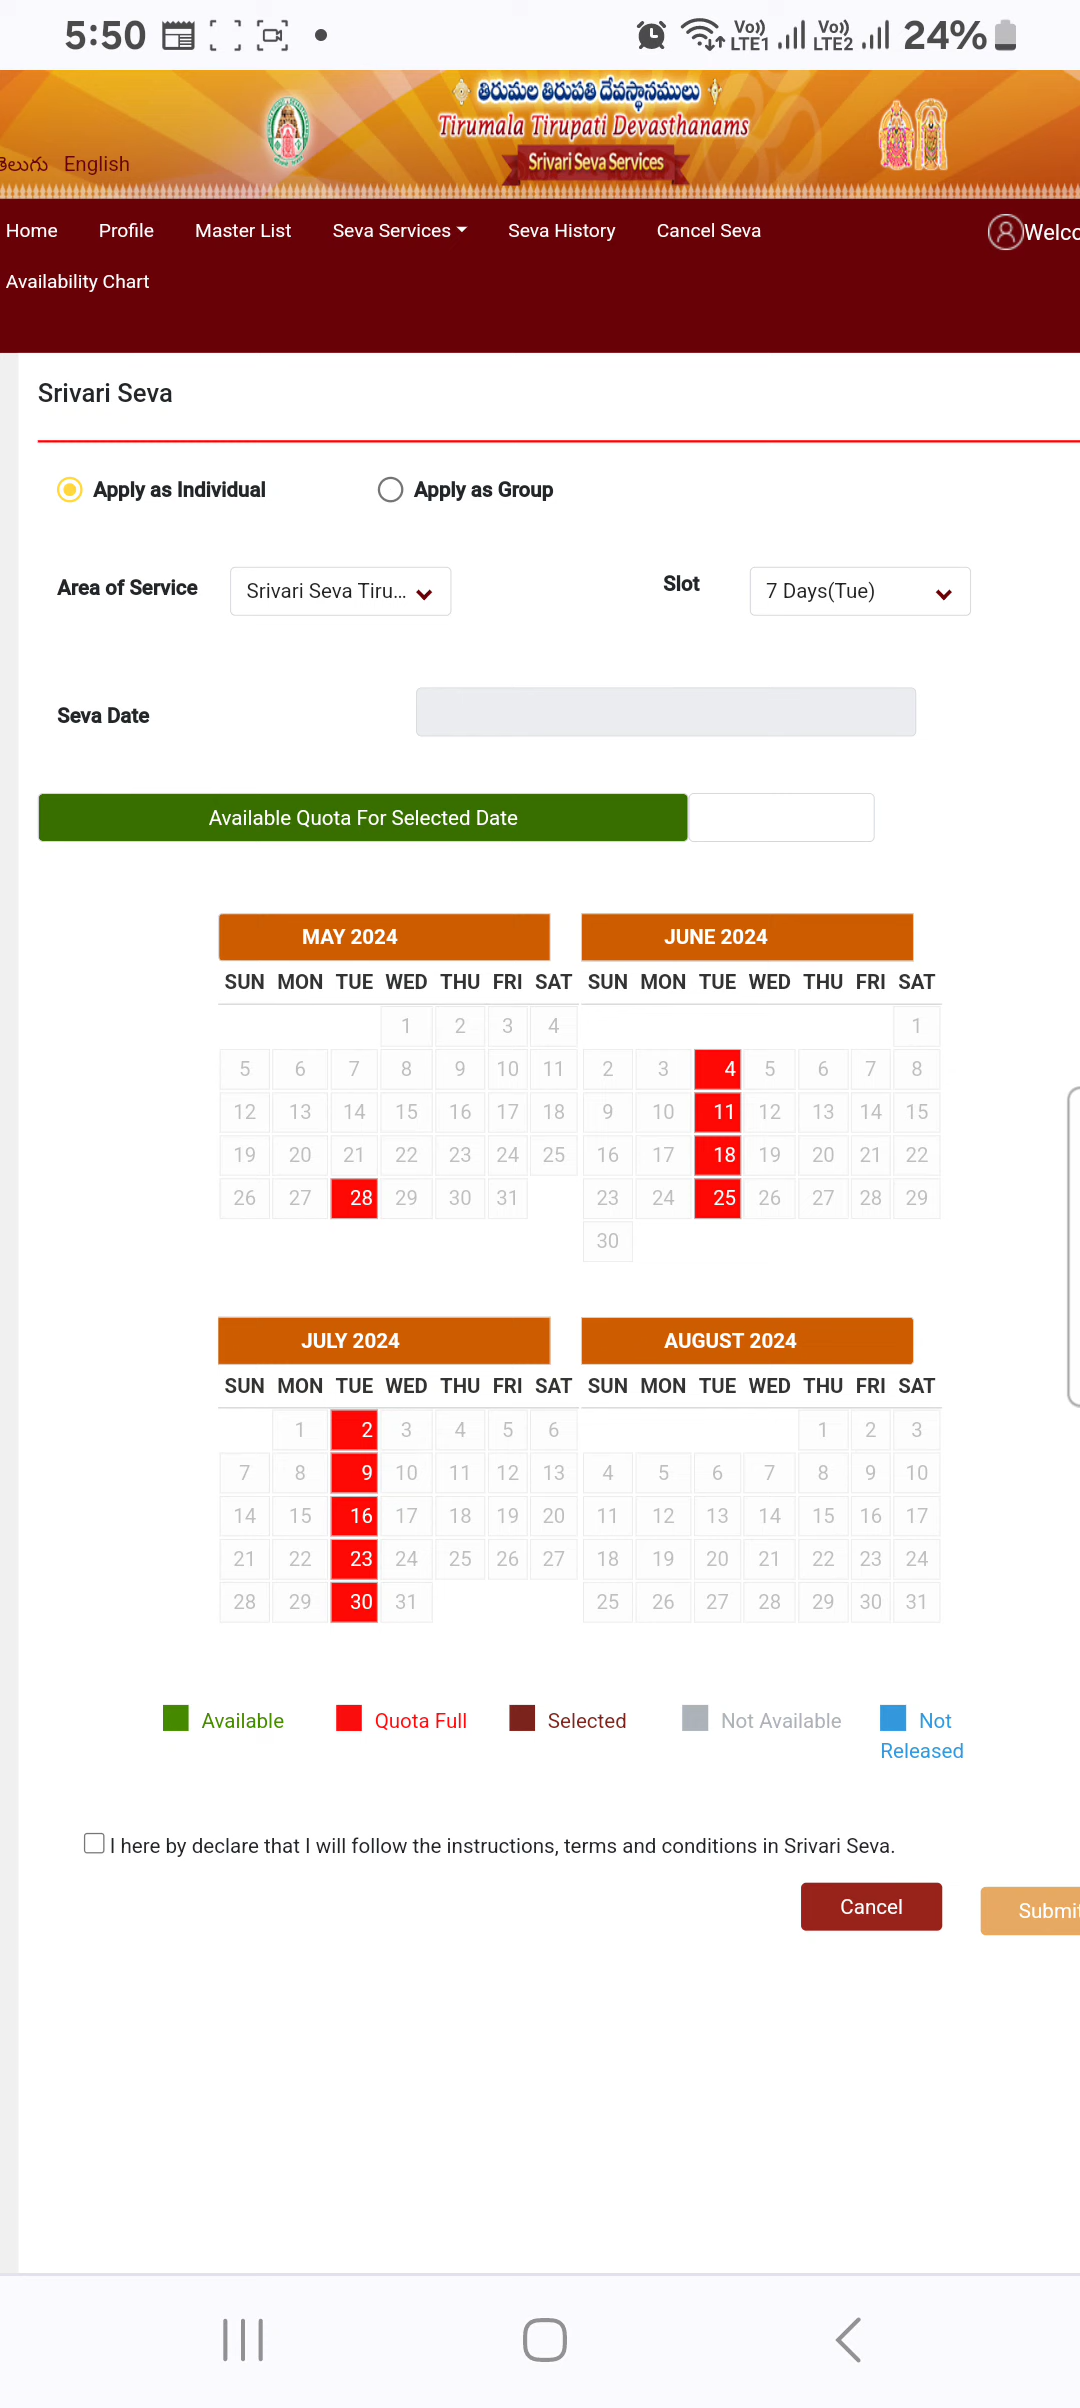 5:50 Vo)) LTE1 Vo)) LTE2 24%
తిరుమల తిరుపతి దేవస్థానములు
Tirumala Tirupati Devasthanams
Srivari Seva Services
తెలుగు English
Home Profile Master List Seva Services Seva History Cancel Seva Welco
Availability Chart
Srivari Seva
Apply as Individual Apply as Group
Area of Service Srivari Seva Tiru... Slot 7 Days(Tue)
Seva Date
Available Quota For Selected Date
MAY 2024 JUNE 2024
SUN MON TUE WED THU FRI SAT SUN MON TUE WED THU FRI SAT
1 2 3 4 1
5 6 7 8 9 10 11 2 3 4 5 6 7 8
12 13 14 15 16 17 18 9 10 11 12 13 14 15
19 20 21 22 23 24 25 16 17 18 19 20 21 22
26 27 28 29 30 31 23 24 25 26 27 28 29
30
JULY 2024 AUGUST 2024
SUN MON TUE WED THU FRI SAT SUN MON TUE WED THU FRI SAT
1 2 3 4 5 6 1 2 3
7 8 9 10 11 12 13 4 5 6 7 8 9 10
14 15 16 17 18 19 20 11 12 13 14 15 16 17
21 22 23 24 25 26 27 18 19 20 21 22 23 24
28 29 30 31 25 26 27 28 29 30 31
Available Quota Full Selected Not Available Not
Released
I here by declare that I will follow the instructions, terms and conditions in Srivari Seva.
Cancel Submit